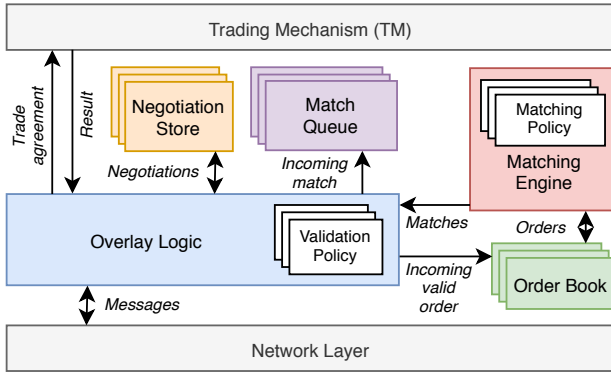 Trading Mechanism (TM)
Trade
agreement
Result
Negotiation
Store
Match
Queue
Matching
Policy
Matching
Engine
Negotiations
Incoming
match
Overlay Logic
Validation
Policy
Matches
Orders
Incoming
valid
order
Order Book
Messages
Network Layer